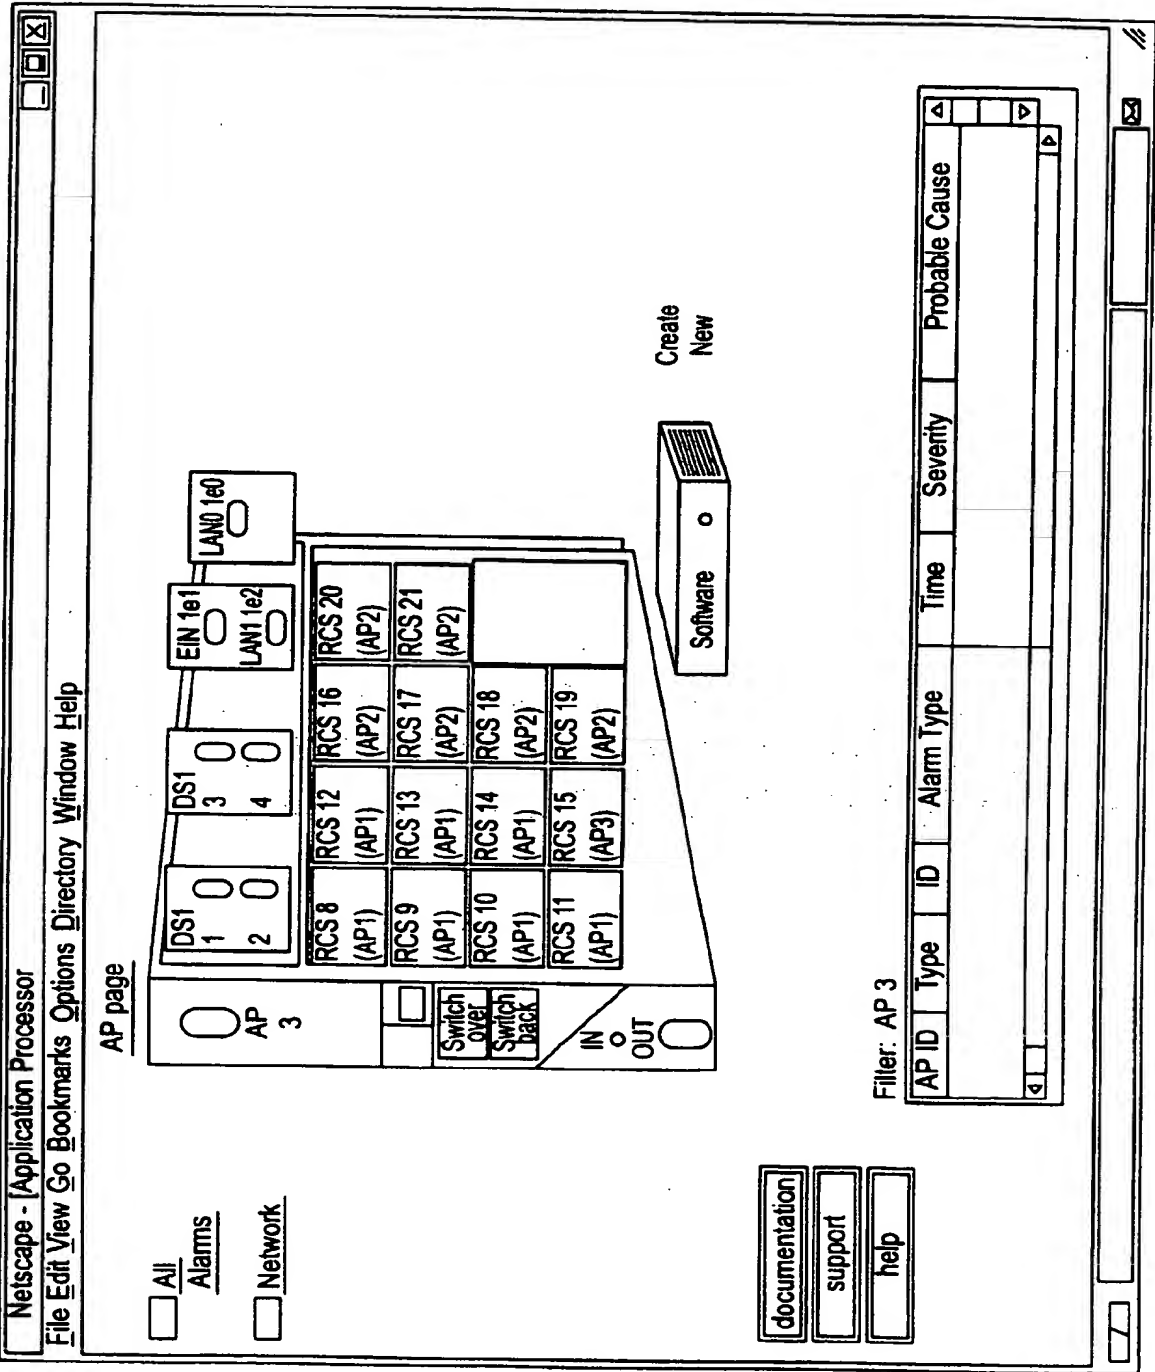 Netscape - [Application Processor
File Edit View Go Bookmarks Options Directory Window Help
All
Alarms
Network
AP page
AP
3
Switch
over
Switch
back
IN
OUT
DS1
1
2
DS1
3
4
EIN 1e1
LAN1 1e2
LAN0 1e0
RCS 8
(AP1)
RCS 12
(AP1)
RCS 16
(AP2)
RCS 20
(AP2)
RCS 9
(AP1)
RCS 13
(AP1)
RCS 17
(AP2)
RCS 21
(AP2)
RCS 10
(AP1)
RCS 14
(AP1)
RCS 18
(AP2)
RCS 11
(AP1)
RCS 15
(AP3)
RCS 19
(AP2)
Software
Create
New
documentation
support
help
Filter: AP 3
AP ID Type ID Alarm Type Time Severity Probable Cause